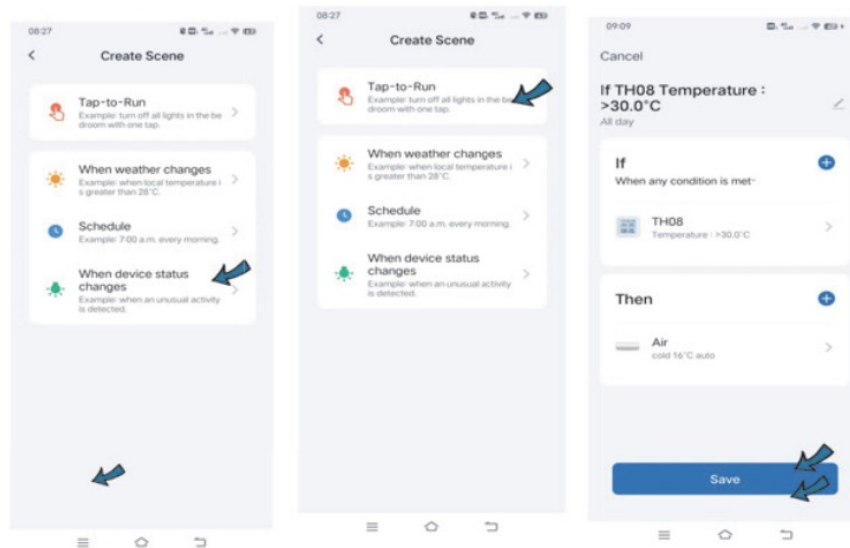 08:27
Create Scene
Tap-to-Run
Example: turn off all lights in the be
droom with one tap.
When weather changes
Example: when local temperature i
s greater than 28°C.
Schedule
Example: 7:00 a.m. every morning.
When device status
changes
Example: when an unusual activity
is detected.
08:27
Create Scene
Tap-to-Run
Example: turn off all lights in the be
droom with one tap.
When weather changes
Example: when local temperature i
s greater than 28°C.
Schedule
Example: 7:00 a.m. every morning.
When device status
changes
Example: when an unusual activity
is detected.
09:09
Cancel
If TH08 Temperature :
>30.0°C
All day
If
When any condition is met
TH08
Temperature : >30.0°C
Then
Air
cold 16°C auto
Save